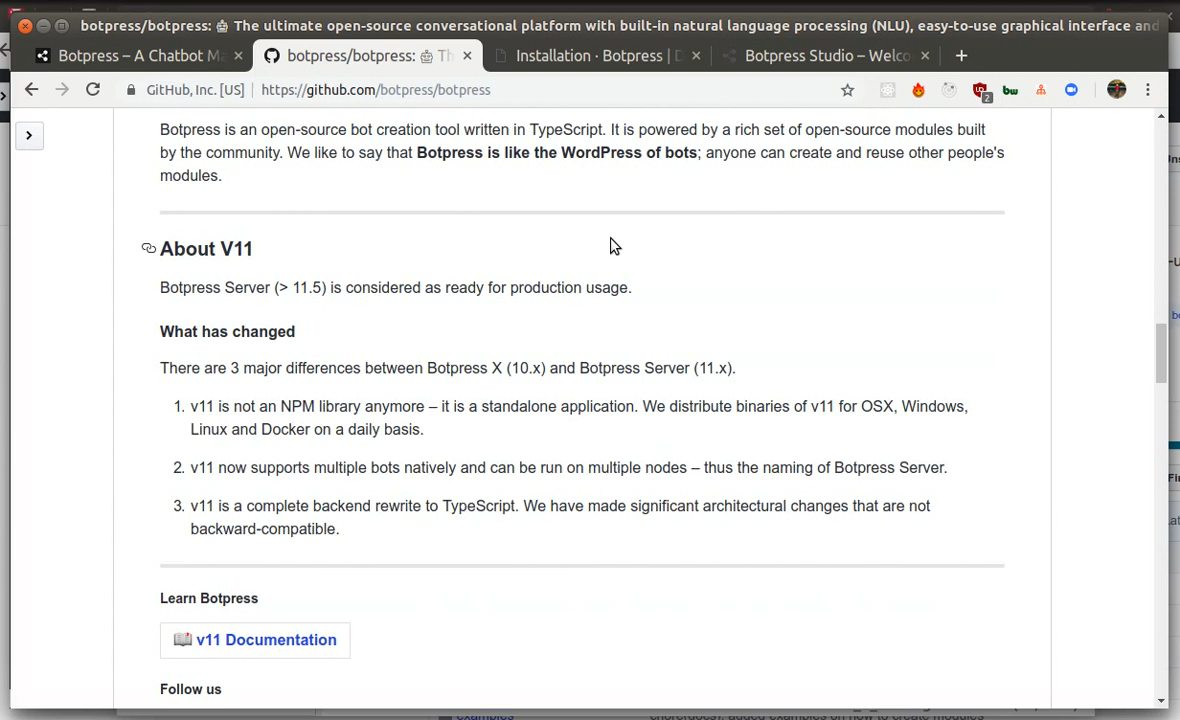 botpress/botpress: 🤖 The ultimate open-source conversational platform with built-in natural language processing (NLU), easy-to-use graphical interface and
Botpress – A Chatbot M
botpress/botpress: 🤖 Th
Installation · Botpress | D
Botpress Studio – Welco
GitHub, Inc. [US]
https://github.com/botpress/botpress
2
bw
Botpress is an open-source bot creation tool written in TypeScript. It is powered by a rich set of open-source modules built
by the community. We like to say that Botpress is like the WordPress of bots; anyone can create and reuse other people's
modules.
About V11
Botpress Server (> 11.5) is considered as ready for production usage.
What has changed
There are 3 major differences between Botpress X (10.x) and Botpress Server (11.x).
1. v11 is not an NPM library anymore – it is a standalone application. We distribute binaries of v11 for OSX, Windows,
Linux and Docker on a daily basis.
2. v11 now supports multiple bots natively and can be run on multiple nodes – thus the naming of Botpress Server.
3. v11 is a complete backend rewrite to TypeScript. We have made significant architectural changes that are not
backward-compatible.
Learn Botpress
📖 v11 Documentation
Follow us
examples